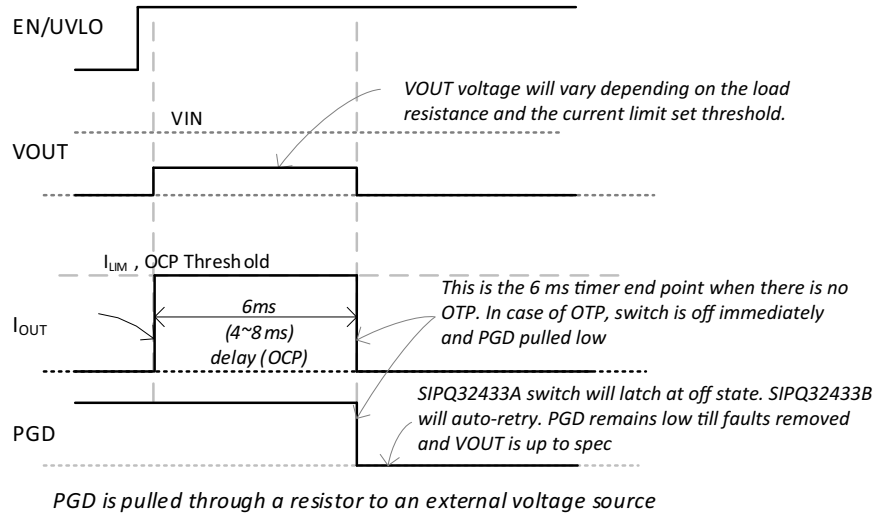 EN/UVLO
VOUT voltage will vary depending on the load
resistance and the current limit set threshold.
VIN
VOUT
ILIM , OCP Threshold
This is the 6 ms timer end point when there is no
OTP. In case of OTP, switch is off immediately
and PGD pulled low
6ms
(4~8 ms)
delay (OCP)
IOUT
SIPQ32433A switch will latch at off state. SIPQ32433B
will auto-retry. PGD remains low till faults removed
and VOUT is up to spec
PGD
PGD is pulled through a resistor to an external voltage source